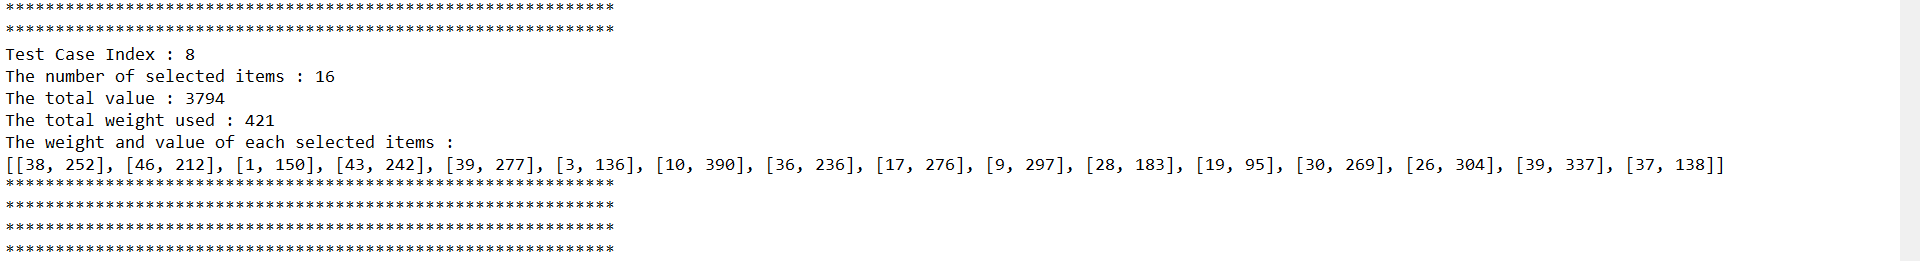 *************************************************************
*************************************************************
Test Case Index : 8
The number of selected items : 16
The total value : 3794
The total weight used : 421
The weight and value of each selected items :
[[38, 252], [46, 212], [1, 150], [43, 242], [39, 277], [3, 136], [10, 390], [36, 236], [17, 276], [9, 297], [28, 183], [19, 95], [30, 269], [26, 304], [39, 337], [37, 138]]
*************************************************************
*************************************************************
*************************************************************
*************************************************************